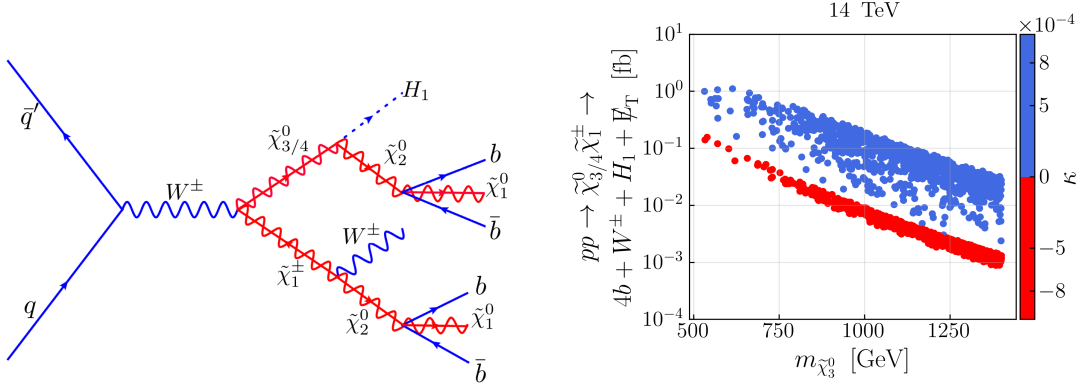 H₁
q̄′
χ̃⁰₃/₄
χ̃⁰₂
b
χ̃⁰₁
b̄
W±
W±
χ̃±₁
b
q
χ̃⁰₂
χ̃⁰₁
b̄
14 TeV
×10⁻⁴
pp → χ̃⁰₃/₄ χ̃±₁ →
4b + W± + H₁ + E̸_T [fb]
10¹
10⁰
10⁻¹
10⁻²
10⁻³
10⁻⁴
500
750
1000
1250
m_χ̃⁰₃ [GeV]
8
5
0
−5
−8
κ